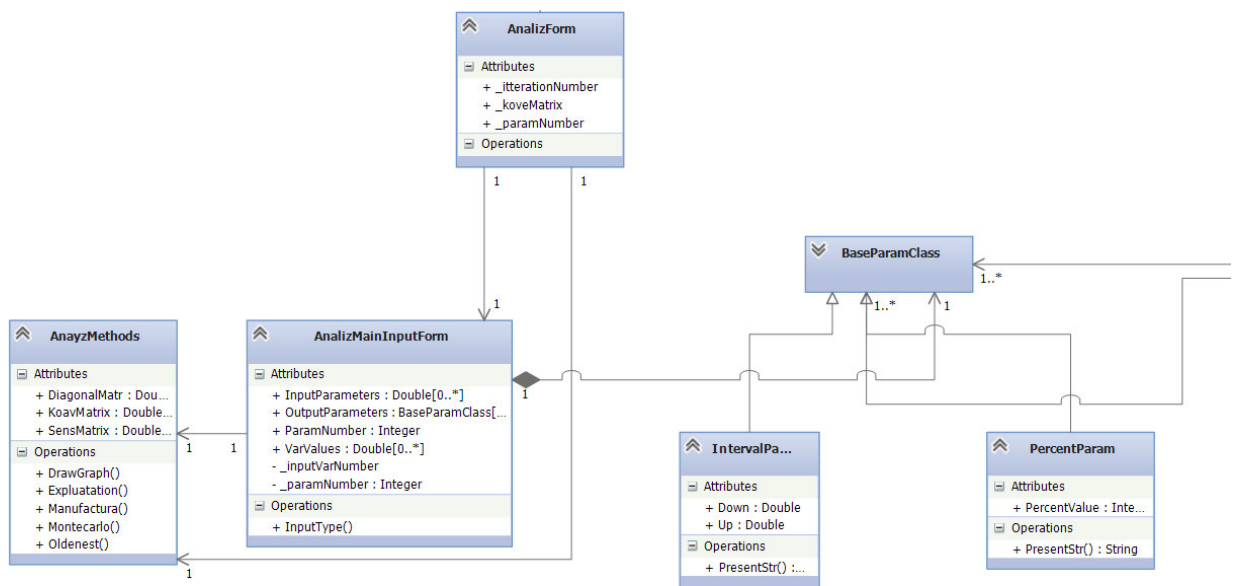 AnalizForm
Attributes
+ _itterationNumber
+ _koveMatrix
+ _paramNumber
Operations
1
1
BaseParamClass
1..*
1..*
1
1
AnayzMethods
Attributes
+ DiagonalMatr : Dou...
+ KoavMatrix : Double...
+ SensMatrix : Double...
Operations
+ DrawGraph()
+ Expluatation()
+ Manufactura()
+ Montecarlo()
+ Oldenest()
AnalizMainInputForm
Attributes
+ InputParameters : Double[0..*]
+ OutputParameters : BaseParamClass[...
+ ParamNumber : Integer
+ VarValues : Double[0..*]
- _inputVarNumber
- _paramNumber : Integer
Operations
+ InputType()
1
1
1
1
IntervalPa...
Attributes
+ Down : Double
+ Up : Double
Operations
+ PresentStr() :...
PercentParam
Attributes
+ PercentValue : Inte...
Operations
+ PresentStr() : String